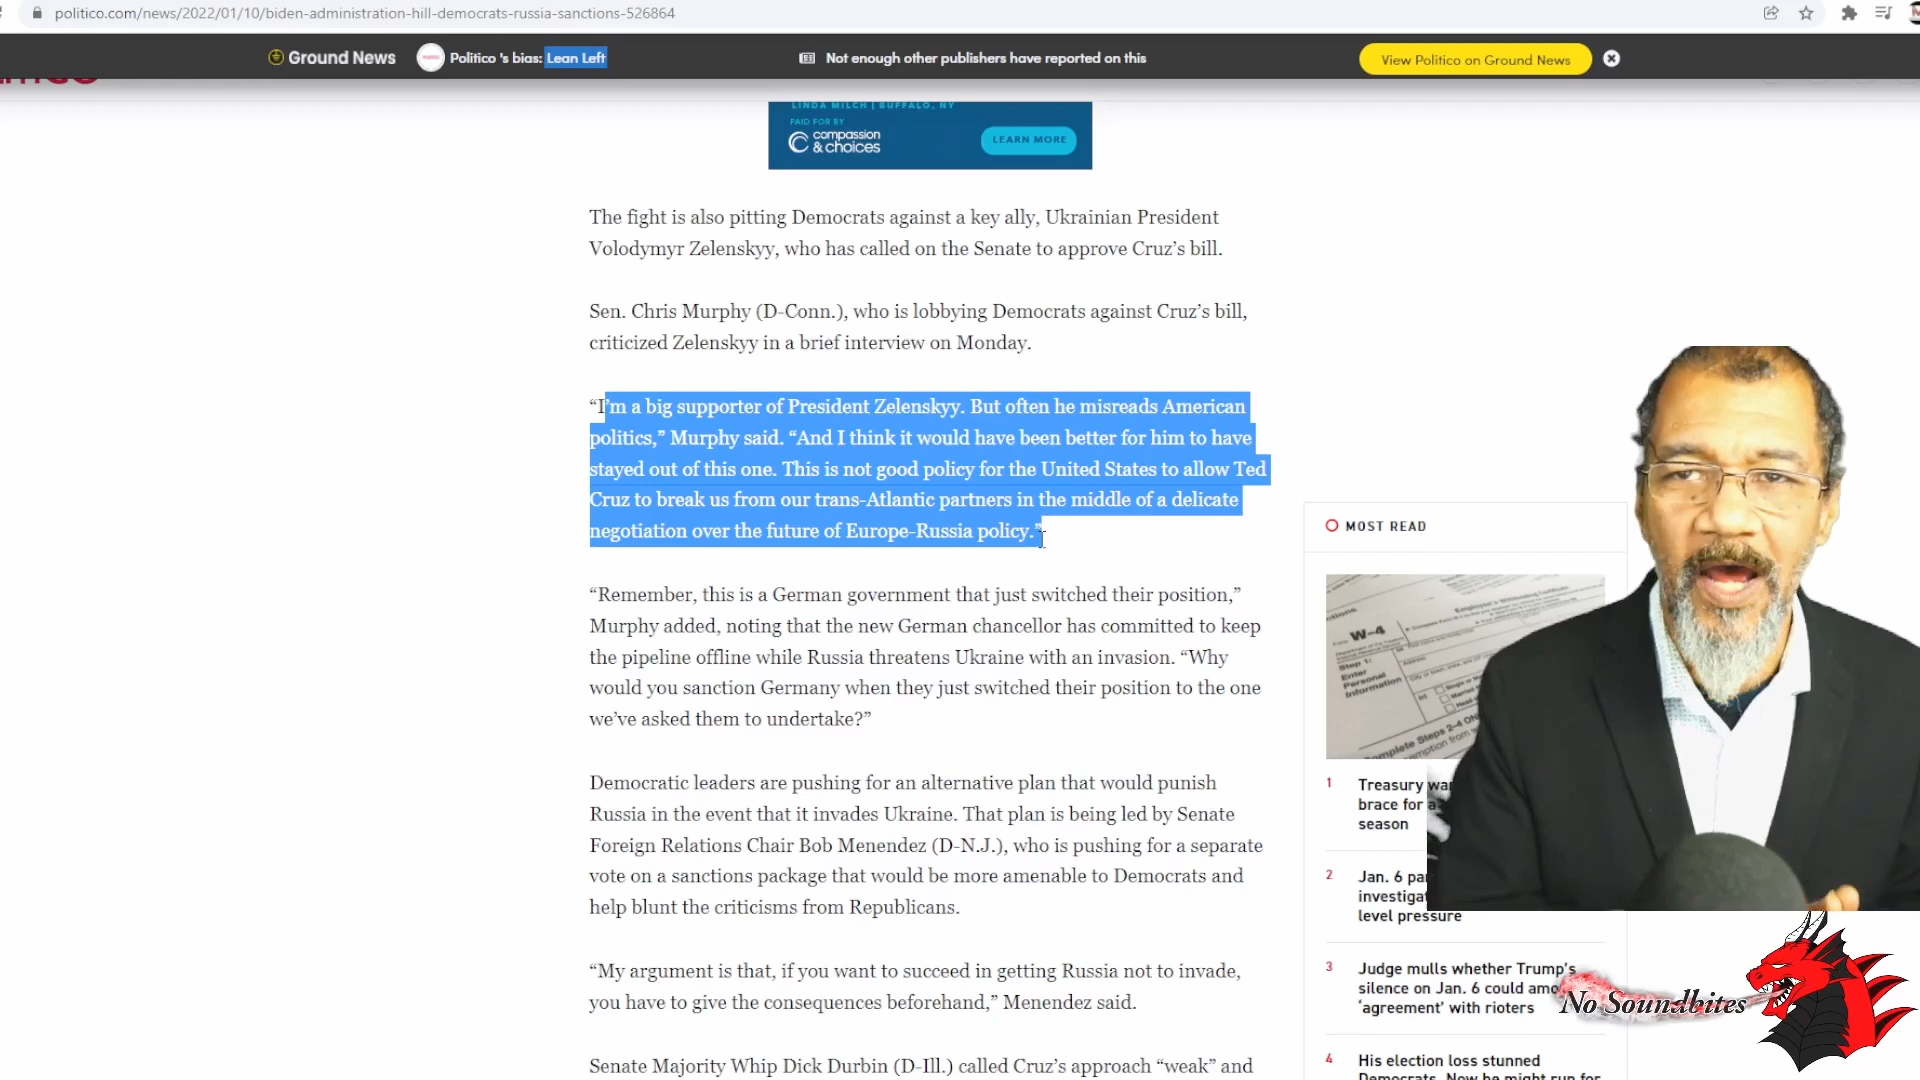 politico.com/news/2022/01/10/biden-administration-hill-democrats-russia-sanctions-526864
Ground News
Politico 's bias: Lean Left
Not enough other publishers have reported on this
View Politico on Ground News
LINDA MILCH | BUFFALO, NY
PAID FOR BY
compassion
& choices
LEARN MORE
The fight is also pitting Democrats against a key ally, Ukrainian President
Volodymyr Zelenskyy, who has called on the Senate to approve Cruz’s bill.
Sen. Chris Murphy (D-Conn.), who is lobbying Democrats against Cruz’s bill,
criticized Zelenskyy in a brief interview on Monday.
“I’m a big supporter of President Zelenskyy. But often he misreads American
politics,” Murphy said. “And I think it would have been better for him to have
stayed out of this one. This is not good policy for the United States to allow Ted
Cruz to break us from our trans-Atlantic partners in the middle of a delicate
negotiation over the future of Europe-Russia policy.”
“Remember, this is a German government that just switched their position,”
Murphy added, noting that the new German chancellor has committed to keep
the pipeline offline while Russia threatens Ukraine with an invasion. “Why
would you sanction Germany when they just switched their position to the one
we’ve asked them to undertake?”
Democratic leaders are pushing for an alternative plan that would punish
Russia in the event that it invades Ukraine. That plan is being led by Senate
Foreign Relations Chair Bob Menendez (D-N.J.), who is pushing for a separate
vote on a sanctions package that would be more amenable to Democrats and
help blunt the criticisms from Republicans.
“My argument is that, if you want to succeed in getting Russia not to invade,
you have to give the consequences beforehand,” Menendez said.
Senate Majority Whip Dick Durbin (D-Ill.) called Cruz’s approach “weak” and
MOST READ
W-4
Step 1:
Enter
Personal
Information
1 Treasury
brace for a
season
2 Jan. 6
level pressure
3 Judge mulls whether Trump’s
silence on Jan. 6 could
‘agreement’ with rioters
4 His election loss stunned
Democrats. Now he might run for
No Soundbites